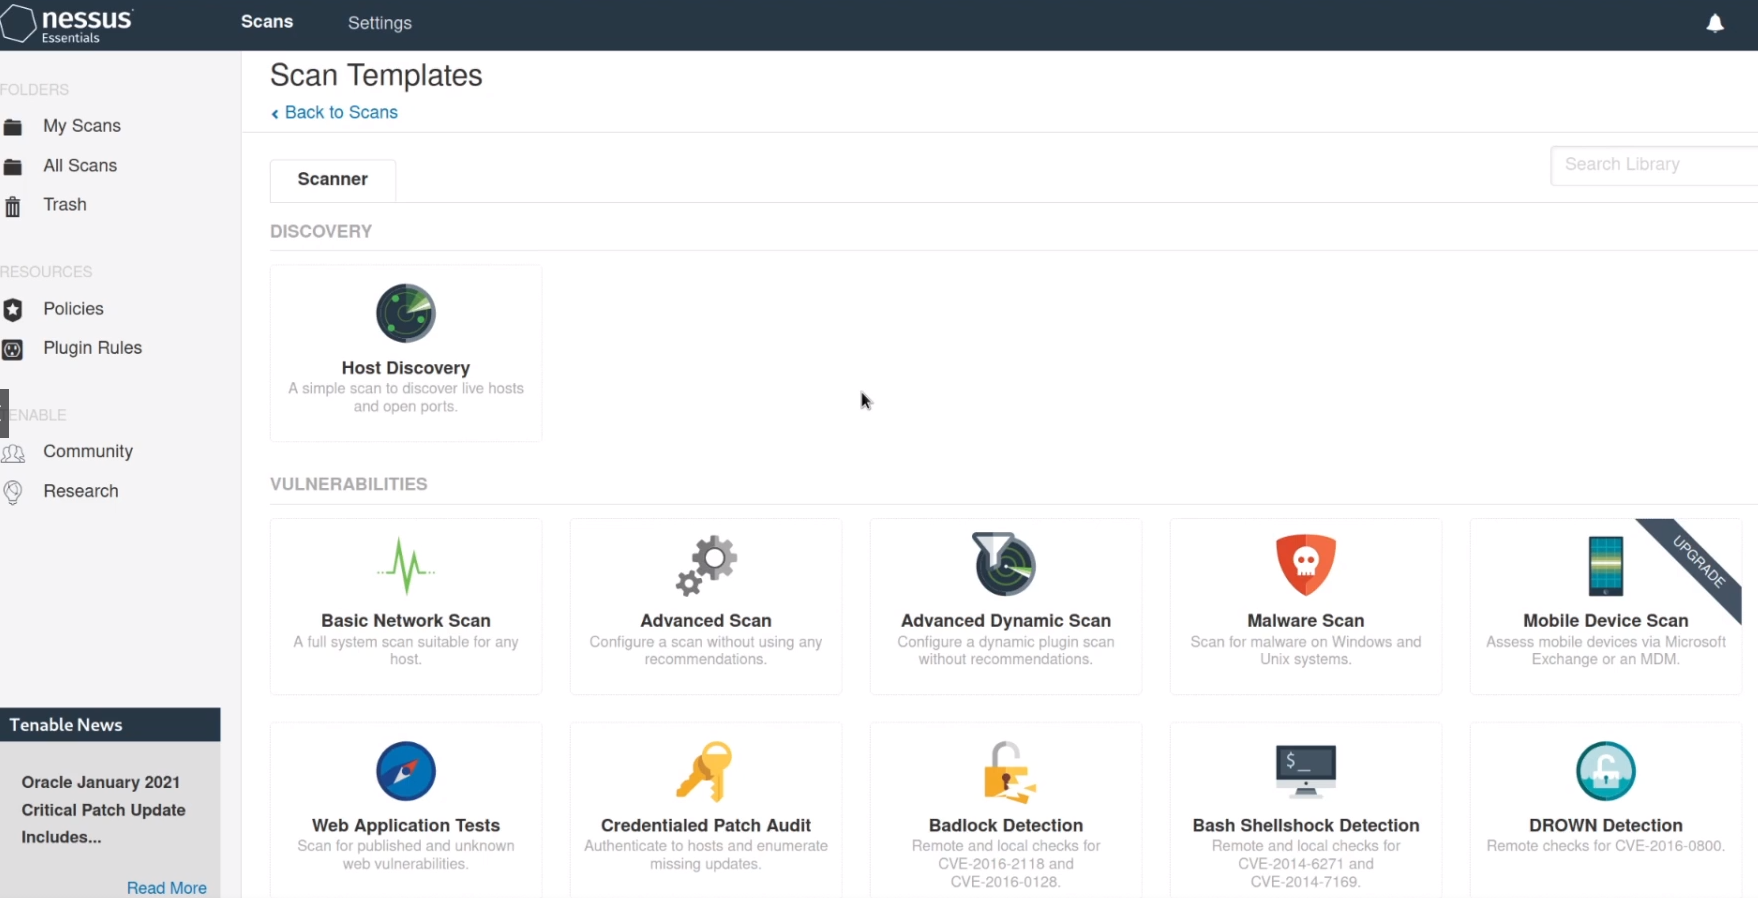 nessus
Essentials
Scans
Settings
FOLDERS
My Scans
All Scans
Trash
RESOURCES
Policies
Plugin Rules
ENABLE
Community
Research
Tenable News
Oracle January 2021
Critical Patch Update
Includes...
Read More
Scan Templates
‹ Back to Scans
Scanner
Search Library
DISCOVERY
Host Discovery
A simple scan to discover live hosts
and open ports.
VULNERABILITIES
Basic Network Scan
A full system scan suitable for any
host.
Advanced Scan
Configure a scan without using any
recommendations.
Advanced Dynamic Scan
Configure a dynamic plugin scan
without recommendations.
Malware Scan
Scan for malware on Windows and
Unix systems.
UPGRADE
Mobile Device Scan
Assess mobile devices via Microsoft
Exchange or an MDM.
Web Application Tests
Scan for published and unknown
web vulnerabilities.
Credentialed Patch Audit
Authenticate to hosts and enumerate
missing updates.
Badlock Detection
Remote and local checks for
CVE-2016-2118 and
CVE-2016-0128.
$_
Bash Shellshock Detection
Remote and local checks for
CVE-2014-6271 and
CVE-2014-7169.
DROWN Detection
Remote checks for CVE-2016-0800.